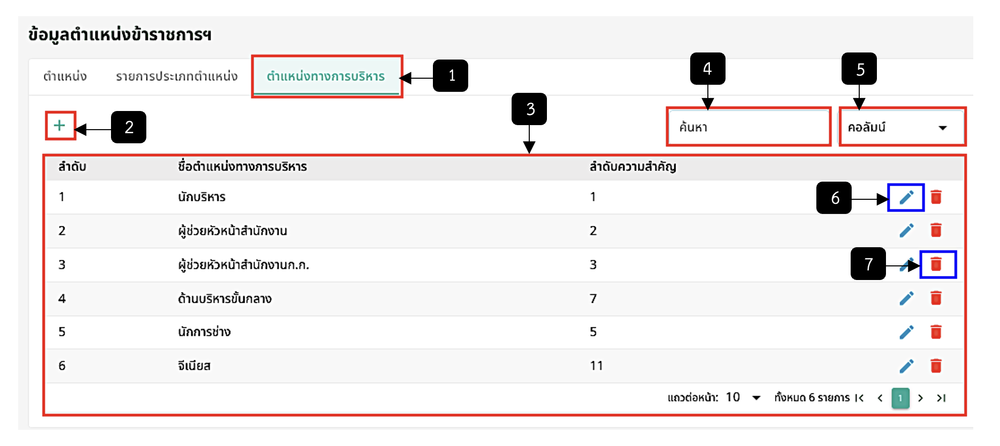 ข้อมูลตำแหน่งข้าราชการฯ
ตำแหน่ง รายการประเภทตำแหน่ง ตำแหน่งทางการบริหาร 1 4 5
2 3 ค้นหา คอลัมน์
ลำดับ ชื่อตำแหน่งทางการบริหาร ลำดับความสำคัญ
1 นักบริหาร 1 6
2 ผู้ช่วยหัวหน้าสำนักงาน 2
3 ผู้ช่วยหัวหน้าสำนักงานก.ก. 3 7
4 ด้านบริหารขั้นกลาง 7
5 นักการช่าง 5
6 จีเนียส 11
แถวต่อหน้า: 10 ทั้งหมด 6 รายการ 1